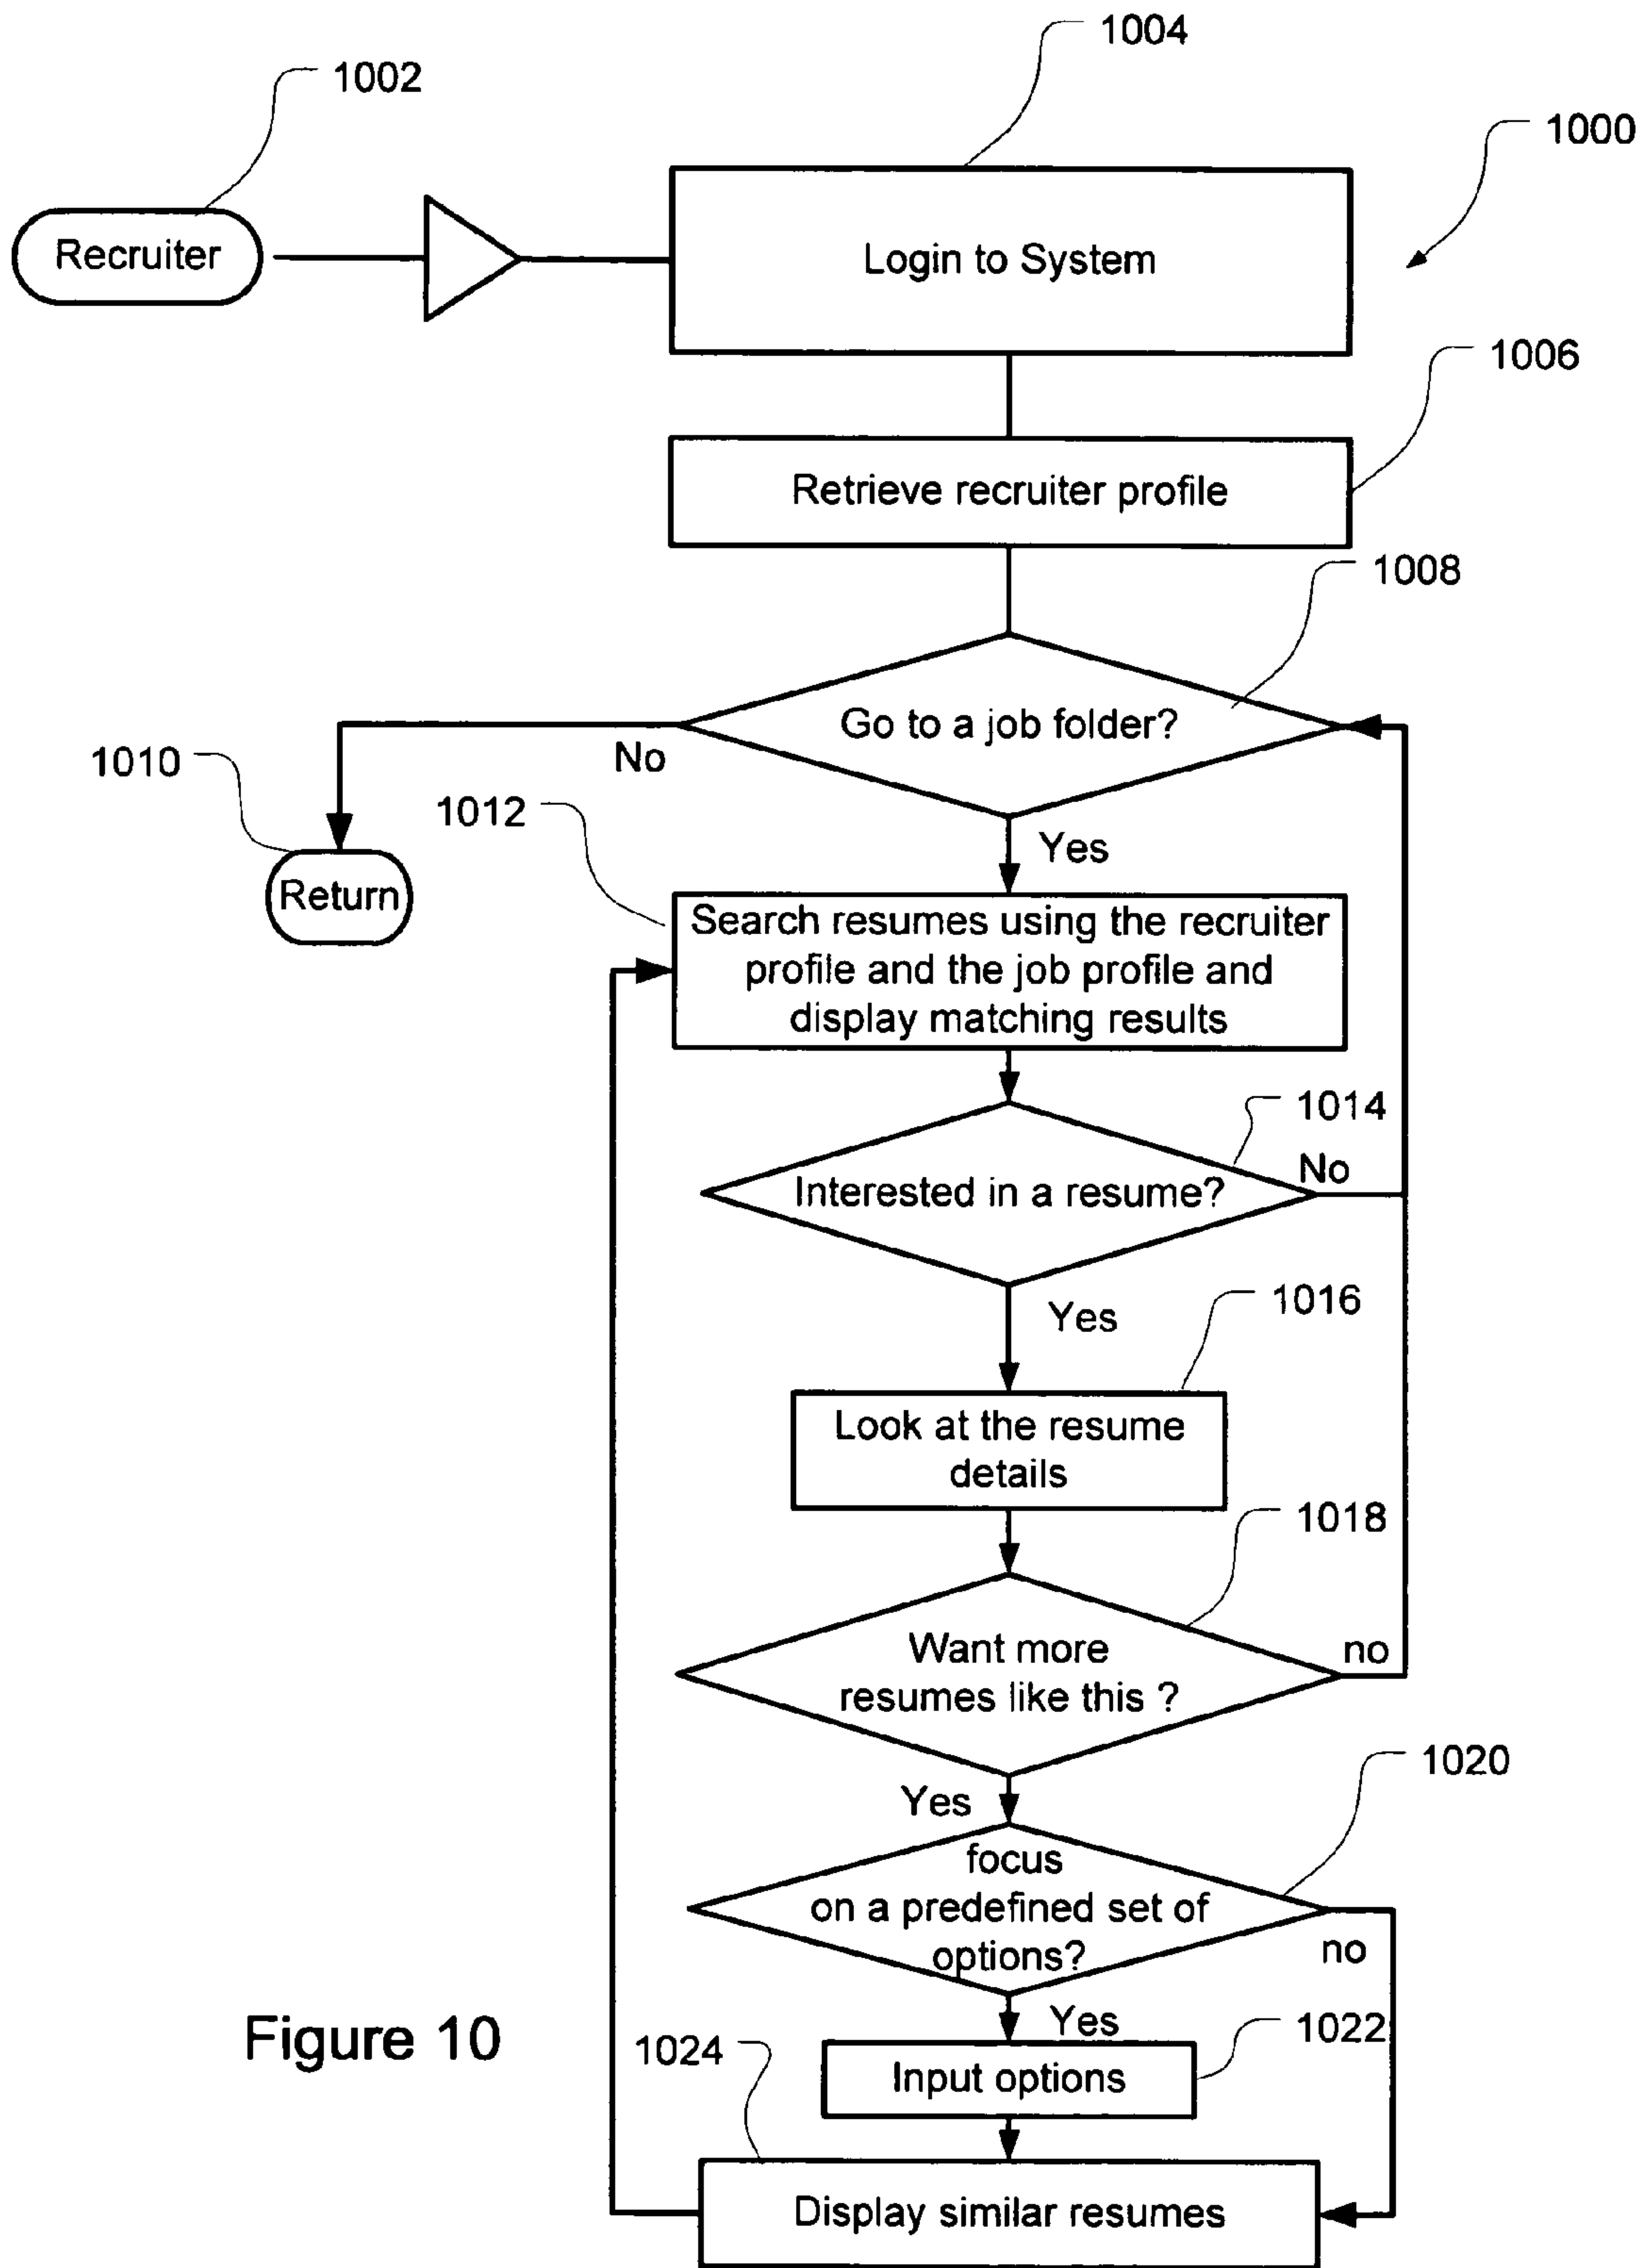 1004
1002
1000
Recruiter
Login to System
1006
Retrieve recruiter profile
1008
Go to a job folder?
No
1010
1012
Yes
Return
Search resumes using the recruiter
profile and the job profile and
display matching results
1014
No
Interested in a resume?
1016
Yes
Look at the resume
details
1018
Want more
resumes like this ?
no
1020
Yes
focus
on a predefined set of
options?
no
Yes
1022
Figure 10
1024
Input options
Display similar resumes